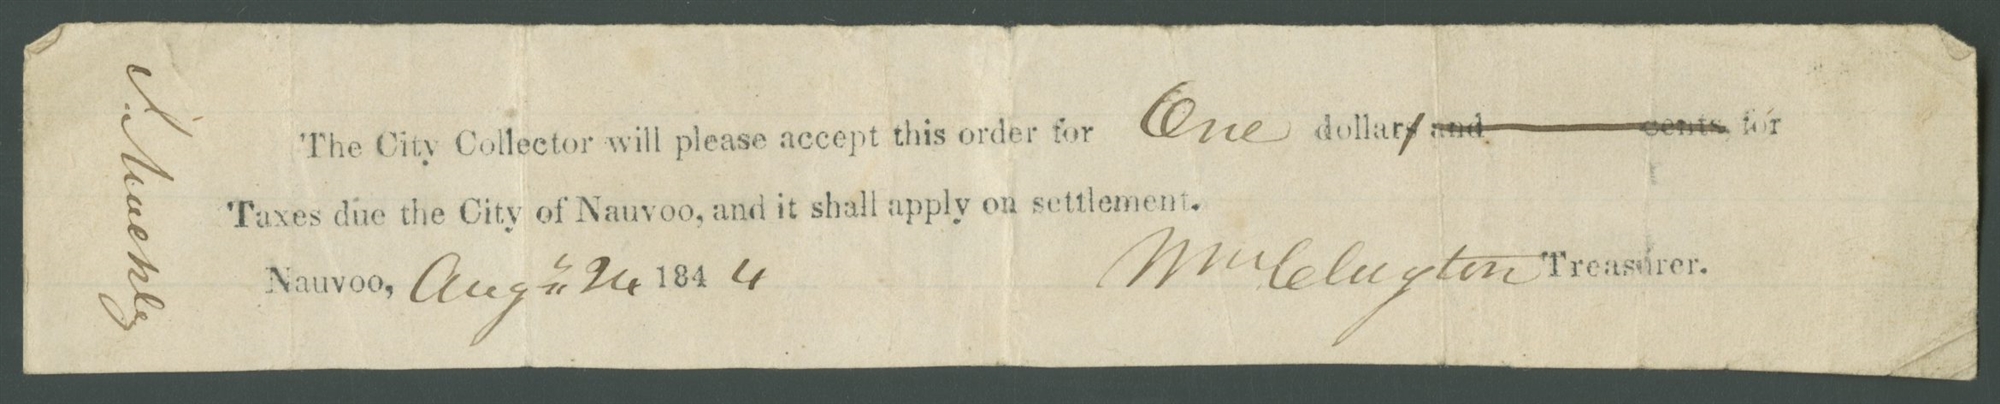 The City Collector will please accept this order for One dollars and cents for
Taxes due the City of Nauvoo, and it shall apply on settlement.
Nauvoo, Augt 24 1844 Wm Clayton Treasurer.